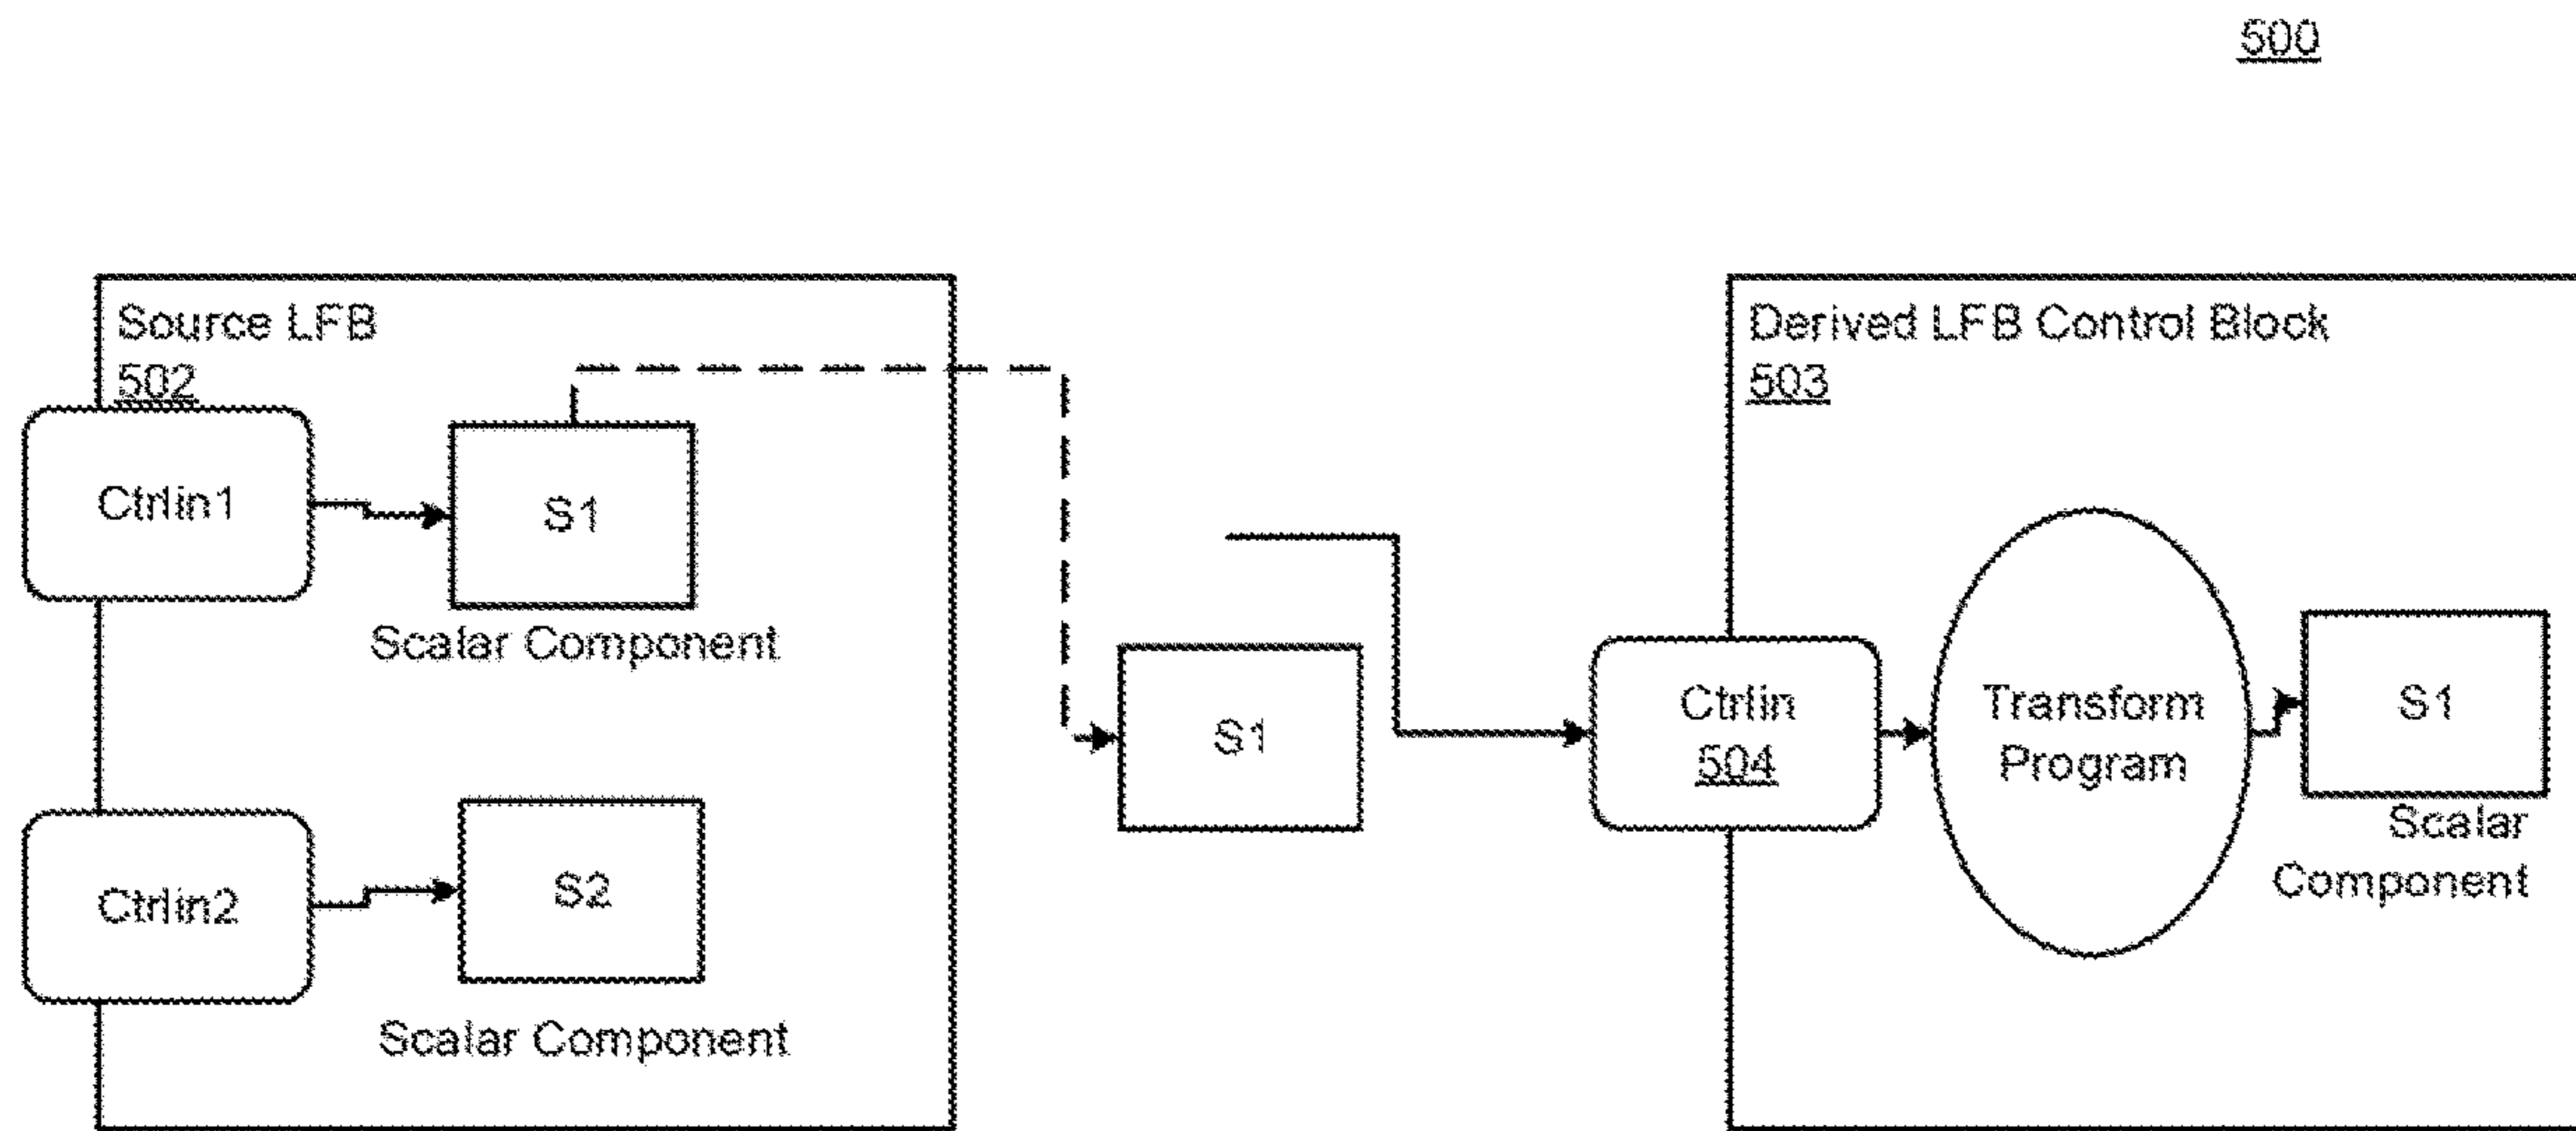 500
Source LFB
502
Ctrlin1
S1
Scalar Component
Ctrlin2
S2
Scalar Component
S1
Derived LFB Control Block
503
Ctrlin
504
Transform
Program
S1
Scalar
Component